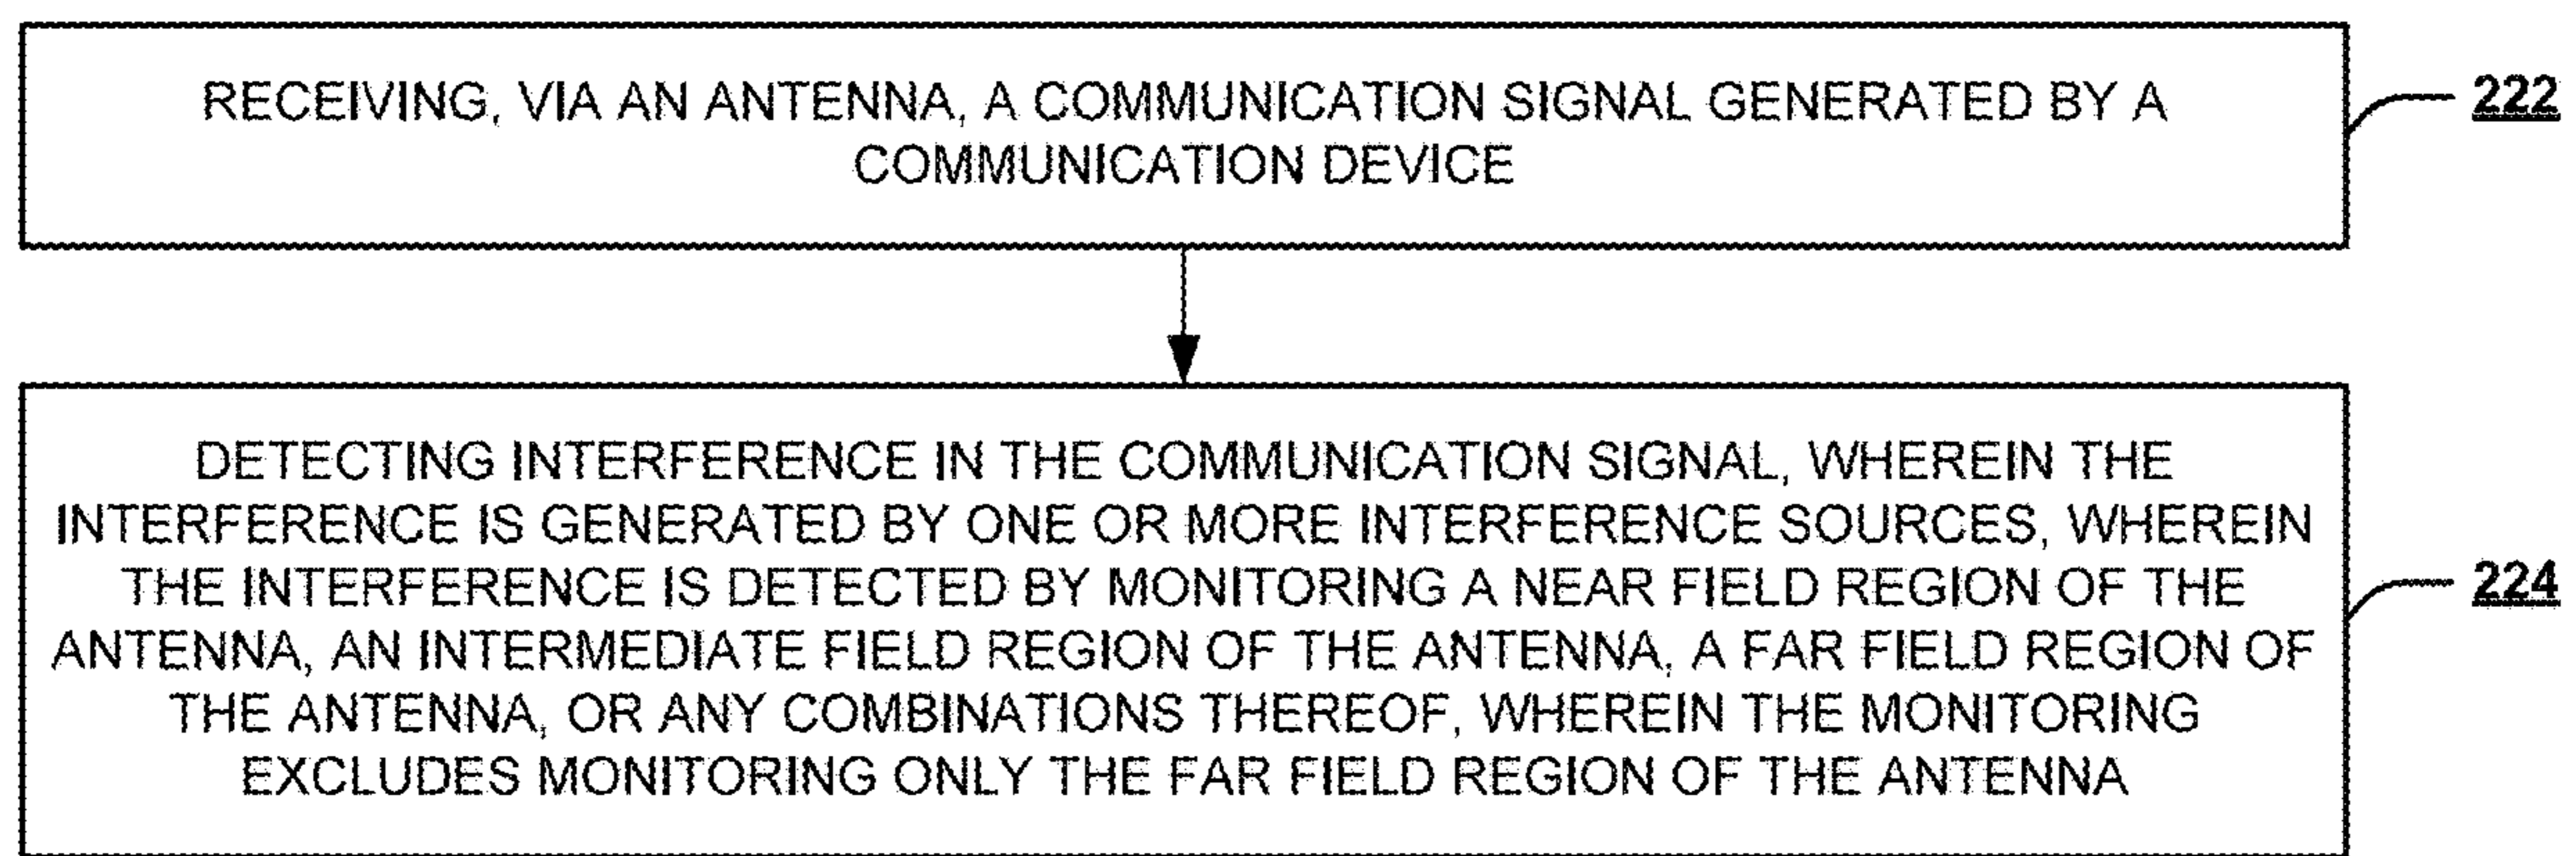 RECEIVING, VIA AN ANTENNA, A COMMUNICATION SIGNAL GENERATED BY A
COMMUNICATION DEVICE
222
DETECTING INTERFERENCE IN THE COMMUNICATION SIGNAL, WHEREIN THE
INTERFERENCE IS GENERATED BY ONE OR MORE INTERFERENCE SOURCES, WHEREIN
THE INTERFERENCE IS DETECTED BY MONITORING A NEAR FIELD REGION OF THE
ANTENNA, AN INTERMEDIATE FIELD REGION OF THE ANTENNA, A FAR FIELD REGION OF
THE ANTENNA, OR ANY COMBINATIONS THEREOF, WHEREIN THE MONITORING
EXCLUDES MONITORING ONLY THE FAR FIELD REGION OF THE ANTENNA
224